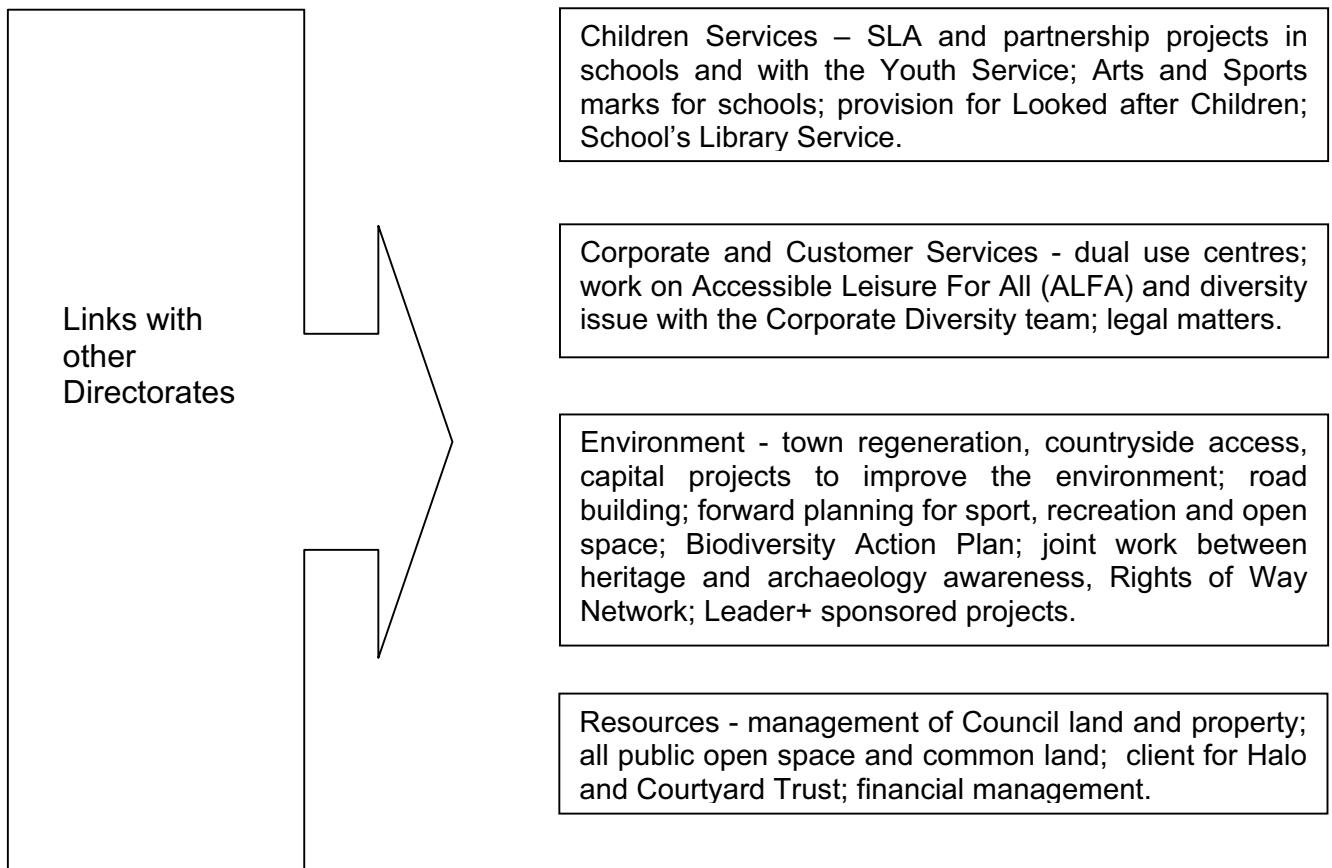 Links with
other
Directorates
Children Services – SLA and partnership projects in
schools and with the Youth Service; Arts and Sports
marks for schools; provision for Looked after Children;
School's Library Service.
Corporate and Customer Services - dual use centres;
work on Accessible Leisure For All (ALFA) and diversity
issue with the Corporate Diversity team; legal matters.
Environment - town regeneration, countryside access,
capital projects to improve the environment; road
building; forward planning for sport, recreation and open
space; Biodiversity Action Plan; joint work between
heritage and archaeology awareness, Rights of Way
Network; Leader+ sponsored projects.
Resources - management of Council land and property;
all public open space and common land; client for Halo
and Courtyard Trust; financial management.